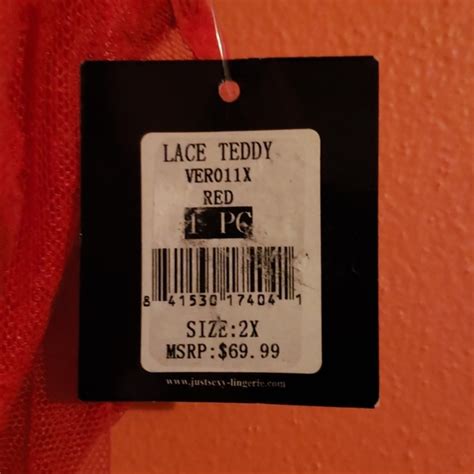 LACE TEDDY
VER011X
RED
1 PC
8 41530 17404 1
SIZE:2X
MSRP:$69.99
www.justsexy-lingerie.com